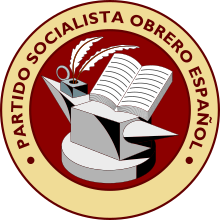 • PARTIDO SOCIALISTA OBRERO ESPAÑOL •